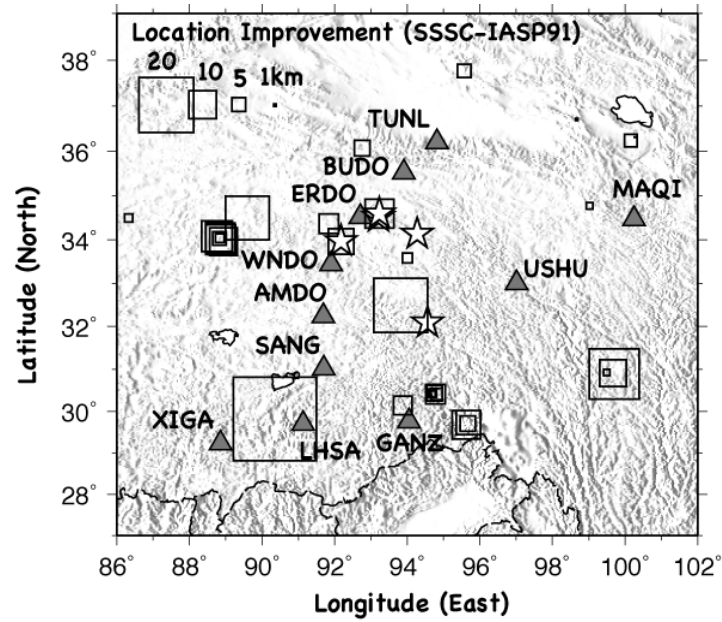 Location Improvement (SSSC-IASP91)
20
10
5
1km
TUNL
BUDO
ERDO
MAQI
WNDO
USHU
AMDO
SANG
XIGA
LHSA
GANZ
38°
36°
34°
32°
30°
28°
Latitude (North)
86°
88°
90°
92°
94°
96°
98°
100°
102°
Longitude (East)